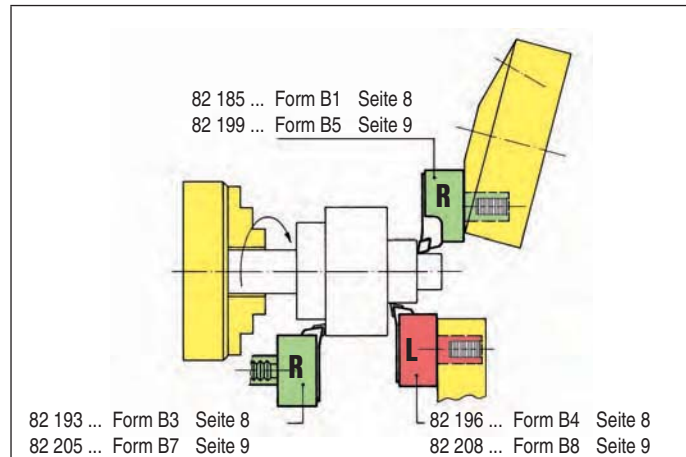 82 185 ... Form B1 Seite 8
82 199 ... Form B5 Seite 9
R
L
R
82 193 ... Form B3 Seite 8
82 205 ... Form B7 Seite 9
82 196 ... Form B4 Seite 8
82 208 ... Form B8 Seite 9